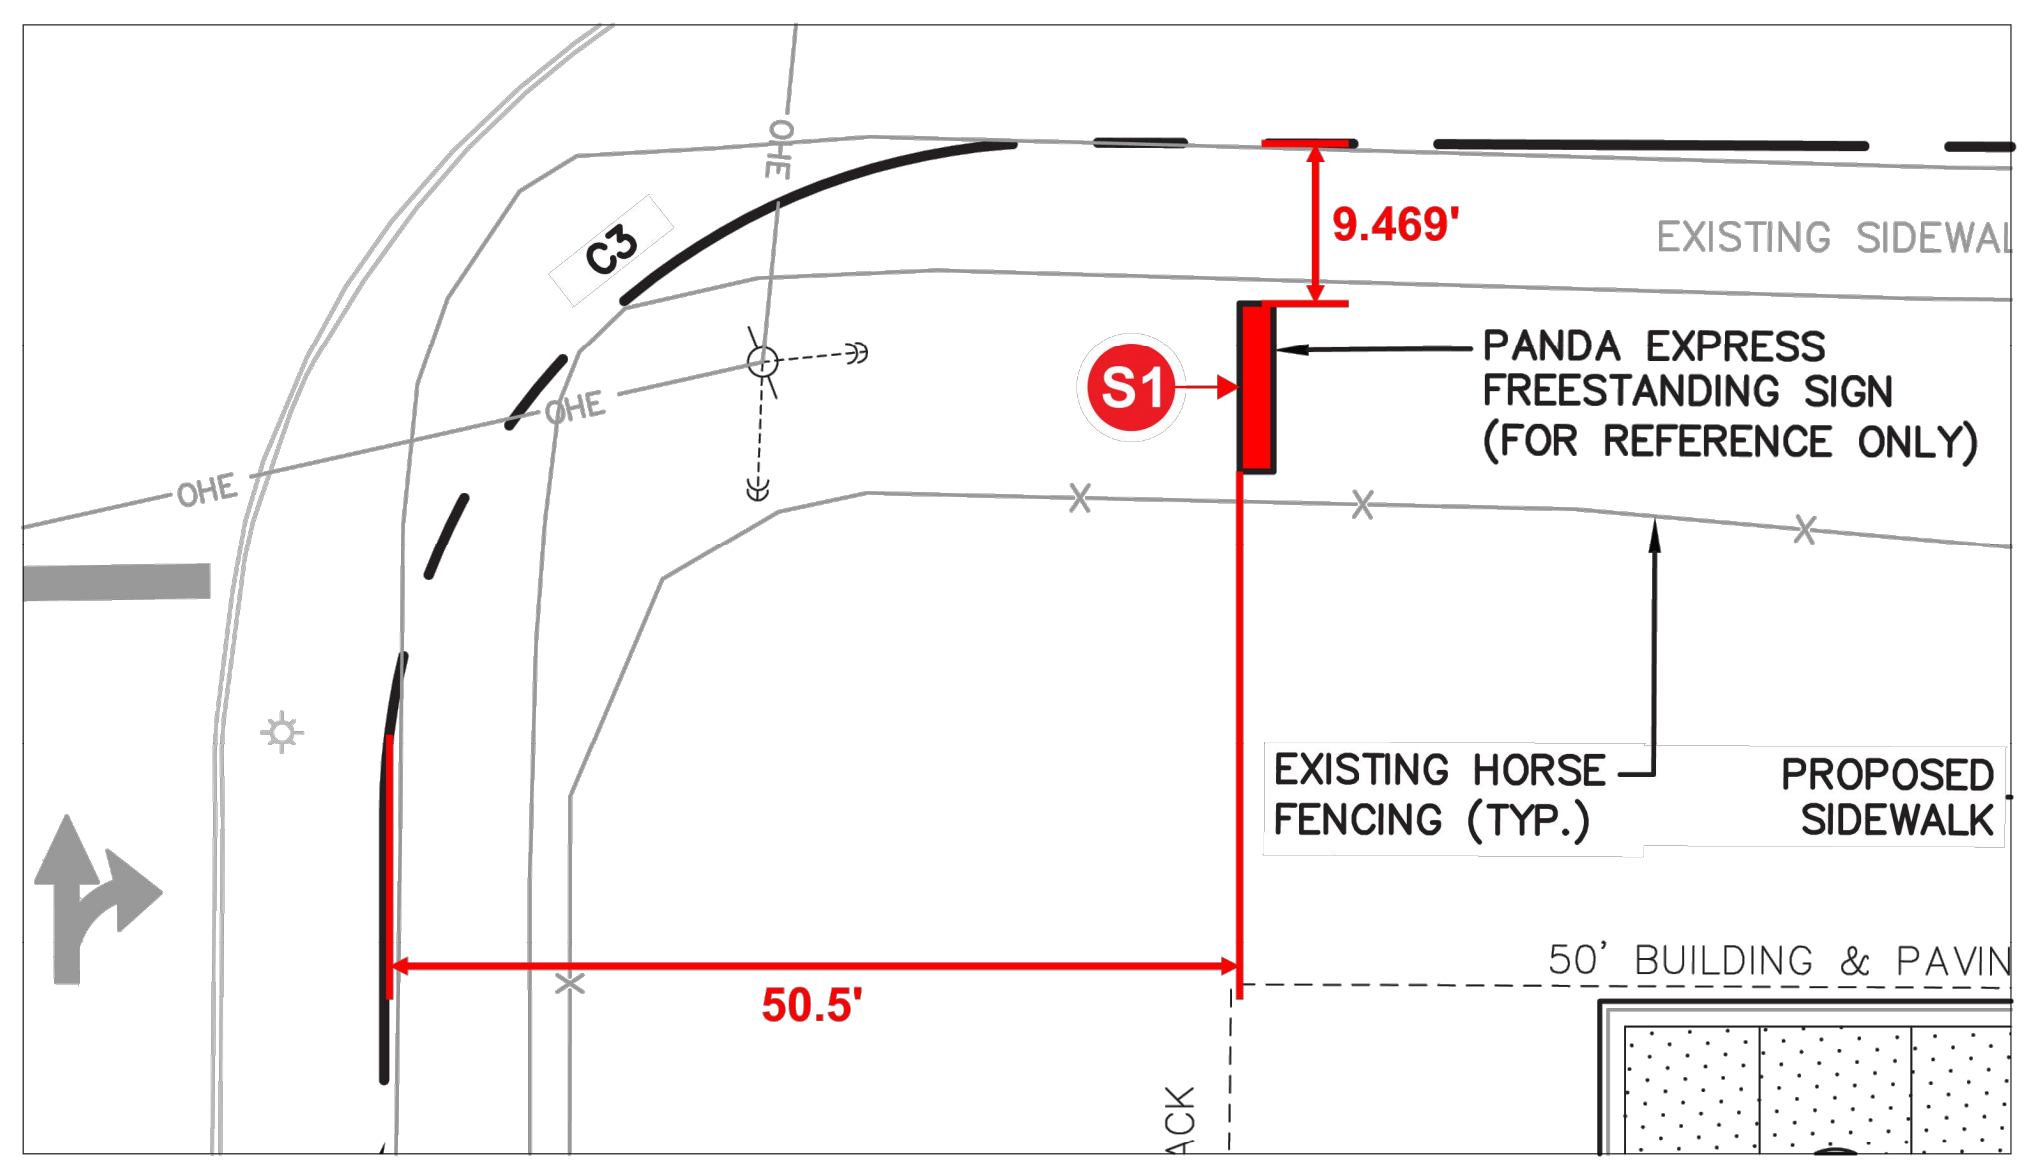 OHE
C3
9.469'
EXISTING SIDEWAL
S1
PANDA EXPRESS
FREESTANDING SIGN
(FOR REFERENCE ONLY)
OHE
OHE
X
X
X
EXISTING HORSE
FENCING (TYP.)
PROPOSED
SIDEWALK
50' BUILDING & PAVIN
X
50.5'
ACK